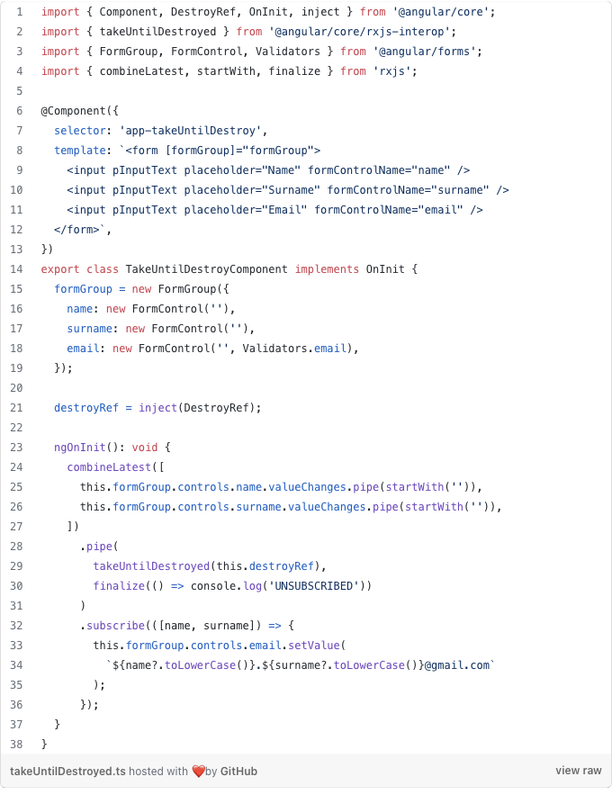 1 import { Component, DestroyRef, OnInit, inject } from '@angular/core';
2 import { takeUntilDestroyed } from '@angular/core/rxjs-interop';
3 import { FormGroup, FormControl, Validators } from '@angular/forms';
4 import { combineLatest, startWith, finalize } from 'rxjs';
5
6 @Component({
7   selector: 'app-takeUntilDestroy',
8   template: `<form [formGroup]="formGroup">
9     <input pInputText placeholder="Name" formControlName="name" />
10     <input pInputText placeholder="Surname" formControlName="surname" />
11     <input pInputText placeholder="Email" formControlName="email" />
12   </form>`,
13 })
14 export class TakeUntilDestroyComponent implements OnInit {
15   formGroup = new FormGroup({
16     name: new FormControl(''),
17     surname: new FormControl(''),
18     email: new FormControl('', Validators.email),
19   });
20
21   destroyRef = inject(DestroyRef);
22
23   ngOnInit(): void {
24     combineLatest([
25       this.formGroup.controls.name.valueChanges.pipe(startWith('')),
26       this.formGroup.controls.surname.valueChanges.pipe(startWith('')),
27     ])
28       .pipe(
29         takeUntilDestroyed(this.destroyRef),
30         finalize(() => console.log('UNSUBSCRIBED'))
31       )
32       .subscribe(([name, surname]) => {
33         this.formGroup.controls.email.setValue(
34           `${name?.toLowerCase()}.${surname?.toLowerCase()}@gmail.com`
35         );
36       });
37   }
38 }
takeUntilDestroyed.ts hosted with ❤ by GitHub view raw